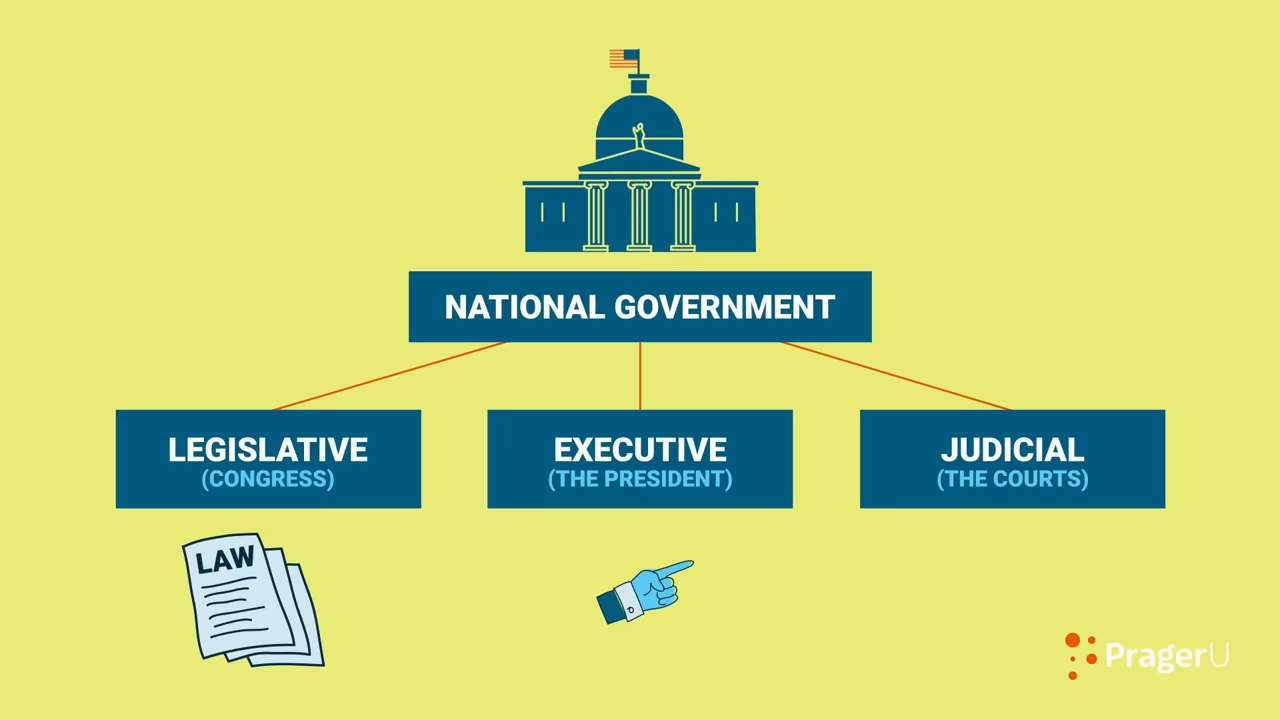 NATIONAL GOVERNMENT
LEGISLATIVE
(CONGRESS)
EXECUTIVE
(THE PRESIDENT)
JUDICIAL
(THE COURTS)
LAW
PragerU